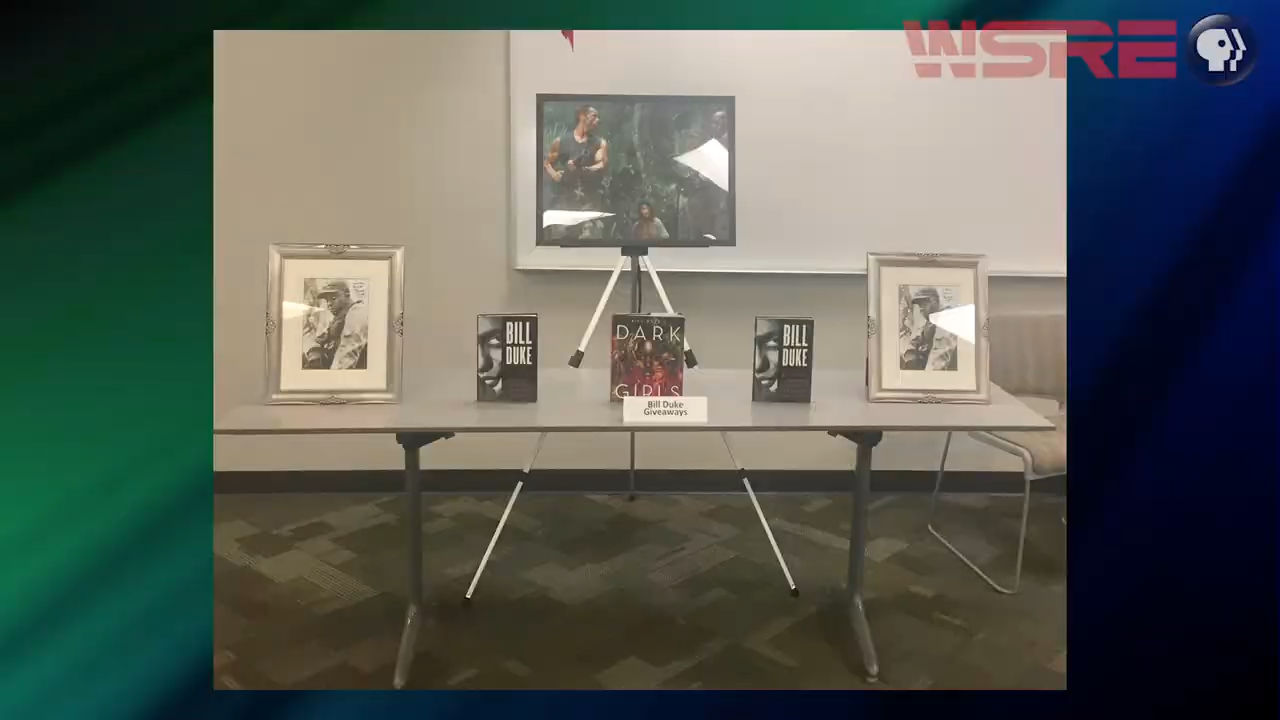 WSRE
BILL
DUKE
DARK
GIRLS
BILL
DUKE
Bill Duke
Giveaways